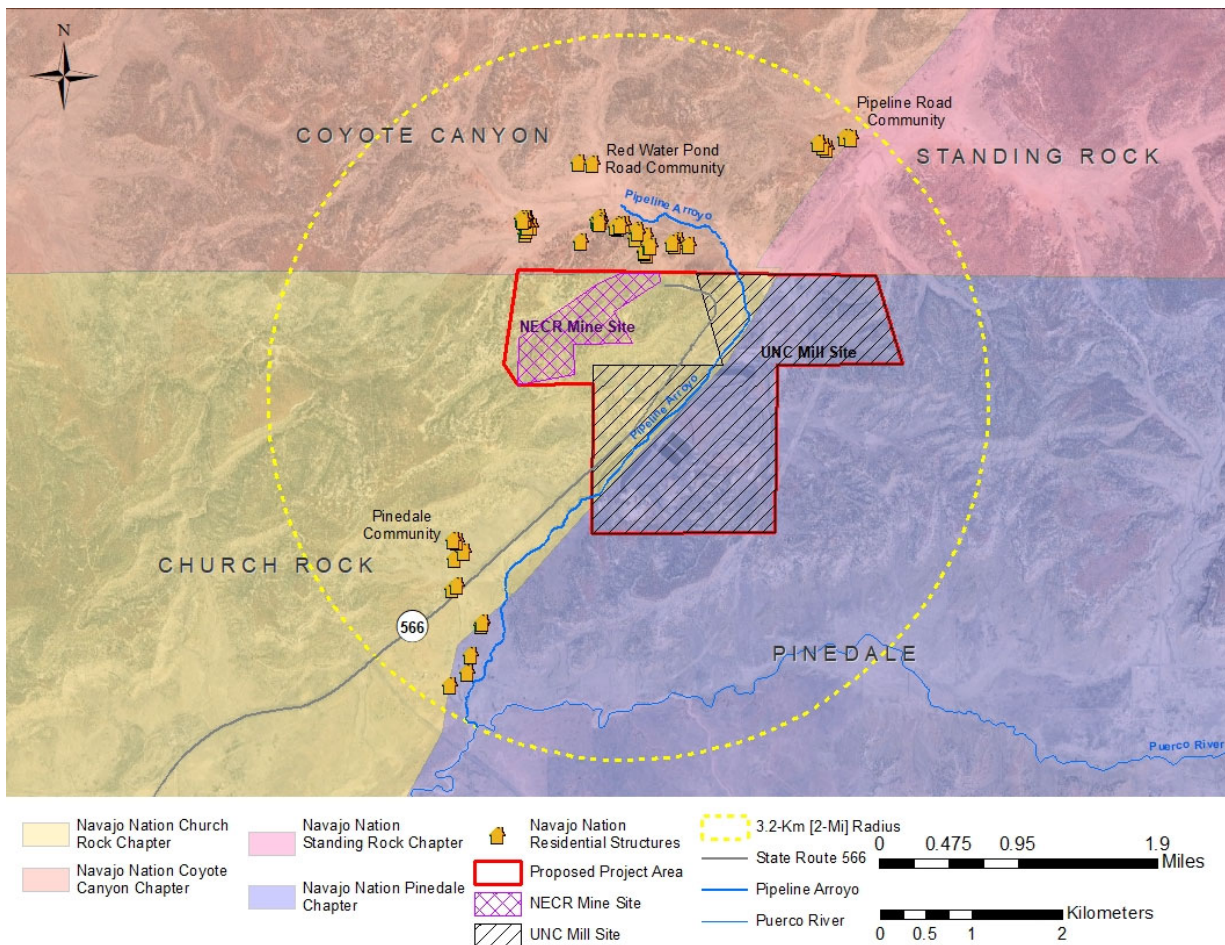 N
COYOTE CANYON
Pipeline Road
Community
STANDING ROCK
Red Water Pond
Road Community
Pipeline Arroyo
NECR Mine Site
UNC Mill Site
Pipeline Arroyo
Pinedale
Community
CHURCH ROCK
566
PINEDALE
Puerco River
Navajo Nation Church
Rock Chapter
Navajo Nation Coyote
Canyon Chapter
Navajo Nation
Standing Rock Chapter
Navajo Nation Pinedale
Chapter
Navajo Nation
Residential Structures
Proposed Project Area
NECR Mine Site
UNC Mill Site
3.2-Km [2-Mi] Radius
State Route 566
Pipeline Arroyo
Puerco River
0 0.475 0.95 1.9
Miles
Kilometers
0 0.5 1 2